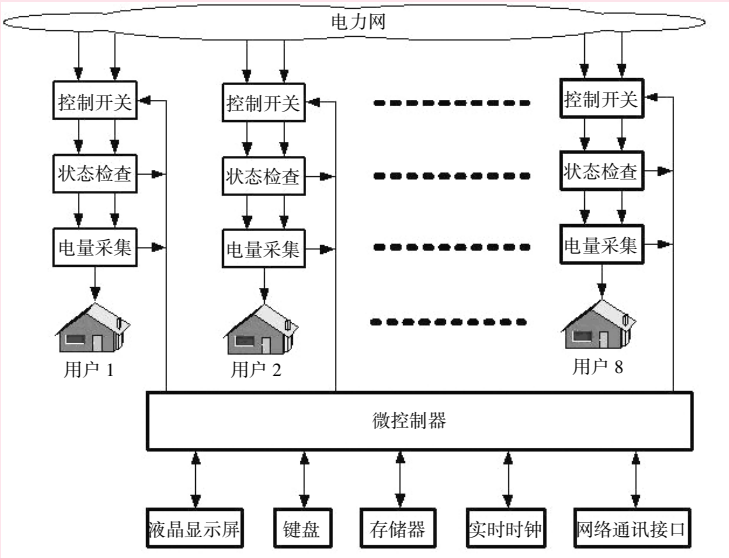 电力网
控制开关
控制开关
控制开关
状态检查
状态检查
状态检查
电量采集
电量采集
电量采集
用户 1
用户 2
用户 8
微控制器
液晶显示屏
键盘
存储器
实时时钟
网络通讯接口